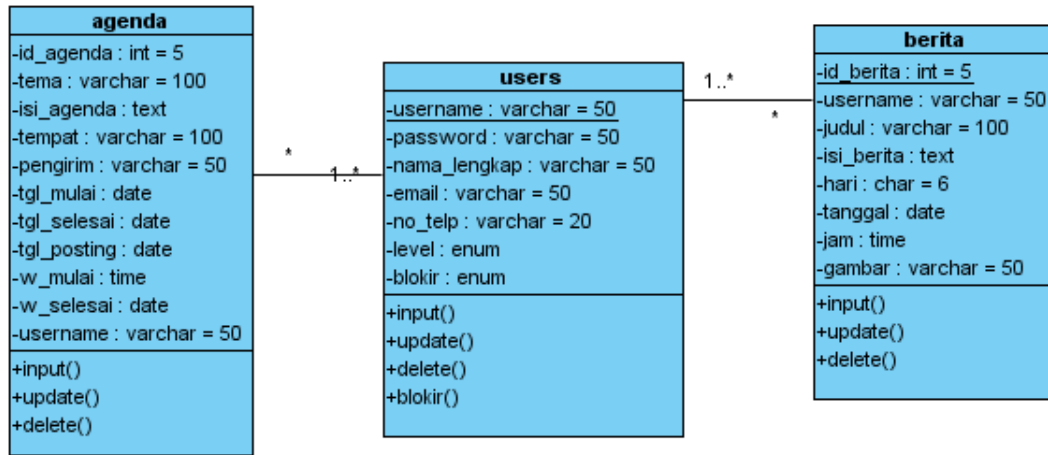 agenda
-id_agenda : int = 5
-tema : varchar = 100
-isi_agenda : text
-tempat : varchar = 100
-pengirim : varchar = 50
-tgl_mulai : date
-tgl_selesai : date
-tgl_posting : date
-w_mulai : time
-w_selesai : date
-username : varchar = 50
+input()
+update()
+delete()
*
1..*
users
-username : varchar = 50
-password : varchar = 50
-nama_lengkap : varchar = 50
-email : varchar = 50
-no_telp : varchar = 20
-level : enum
-blokir : enum
+input()
+update()
+delete()
+blokir()
1..*
*
berita
-id_berita : int = 5
-username : varchar = 50
-judul : varchar = 100
-isi_berita : text
-hari : char = 6
-tanggal : date
-jam : time
-gambar : varchar = 50
+input()
+update()
+delete()